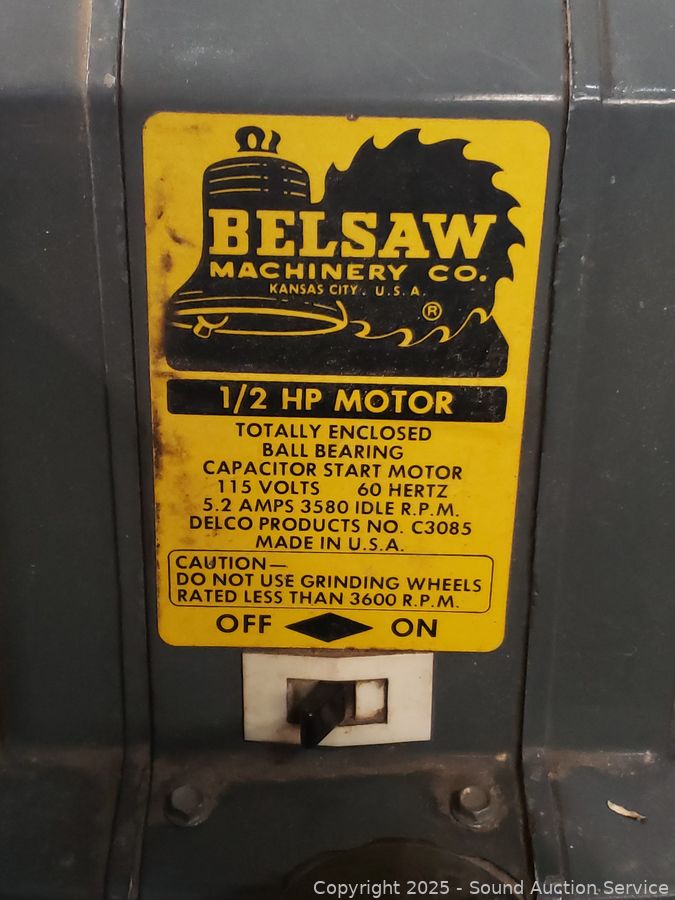 BELSAW
MACHINERY CO.
KANSAS CITY. U.S.A.
®
1/2 HP MOTOR
TOTALLY ENCLOSED
BALL BEARING
CAPACITOR START MOTOR
115 VOLTS 60 HERTZ
5.2 AMPS 3580 IDLE R.P.M.
DELCO PRODUCTS NO. C3085
MADE IN U.S.A.
CAUTION—
DO NOT USE GRINDING WHEELS
RATED LESS THAN 3600 R.P.M.
OFF ON
Copyright 2025 - Sound Auction Service